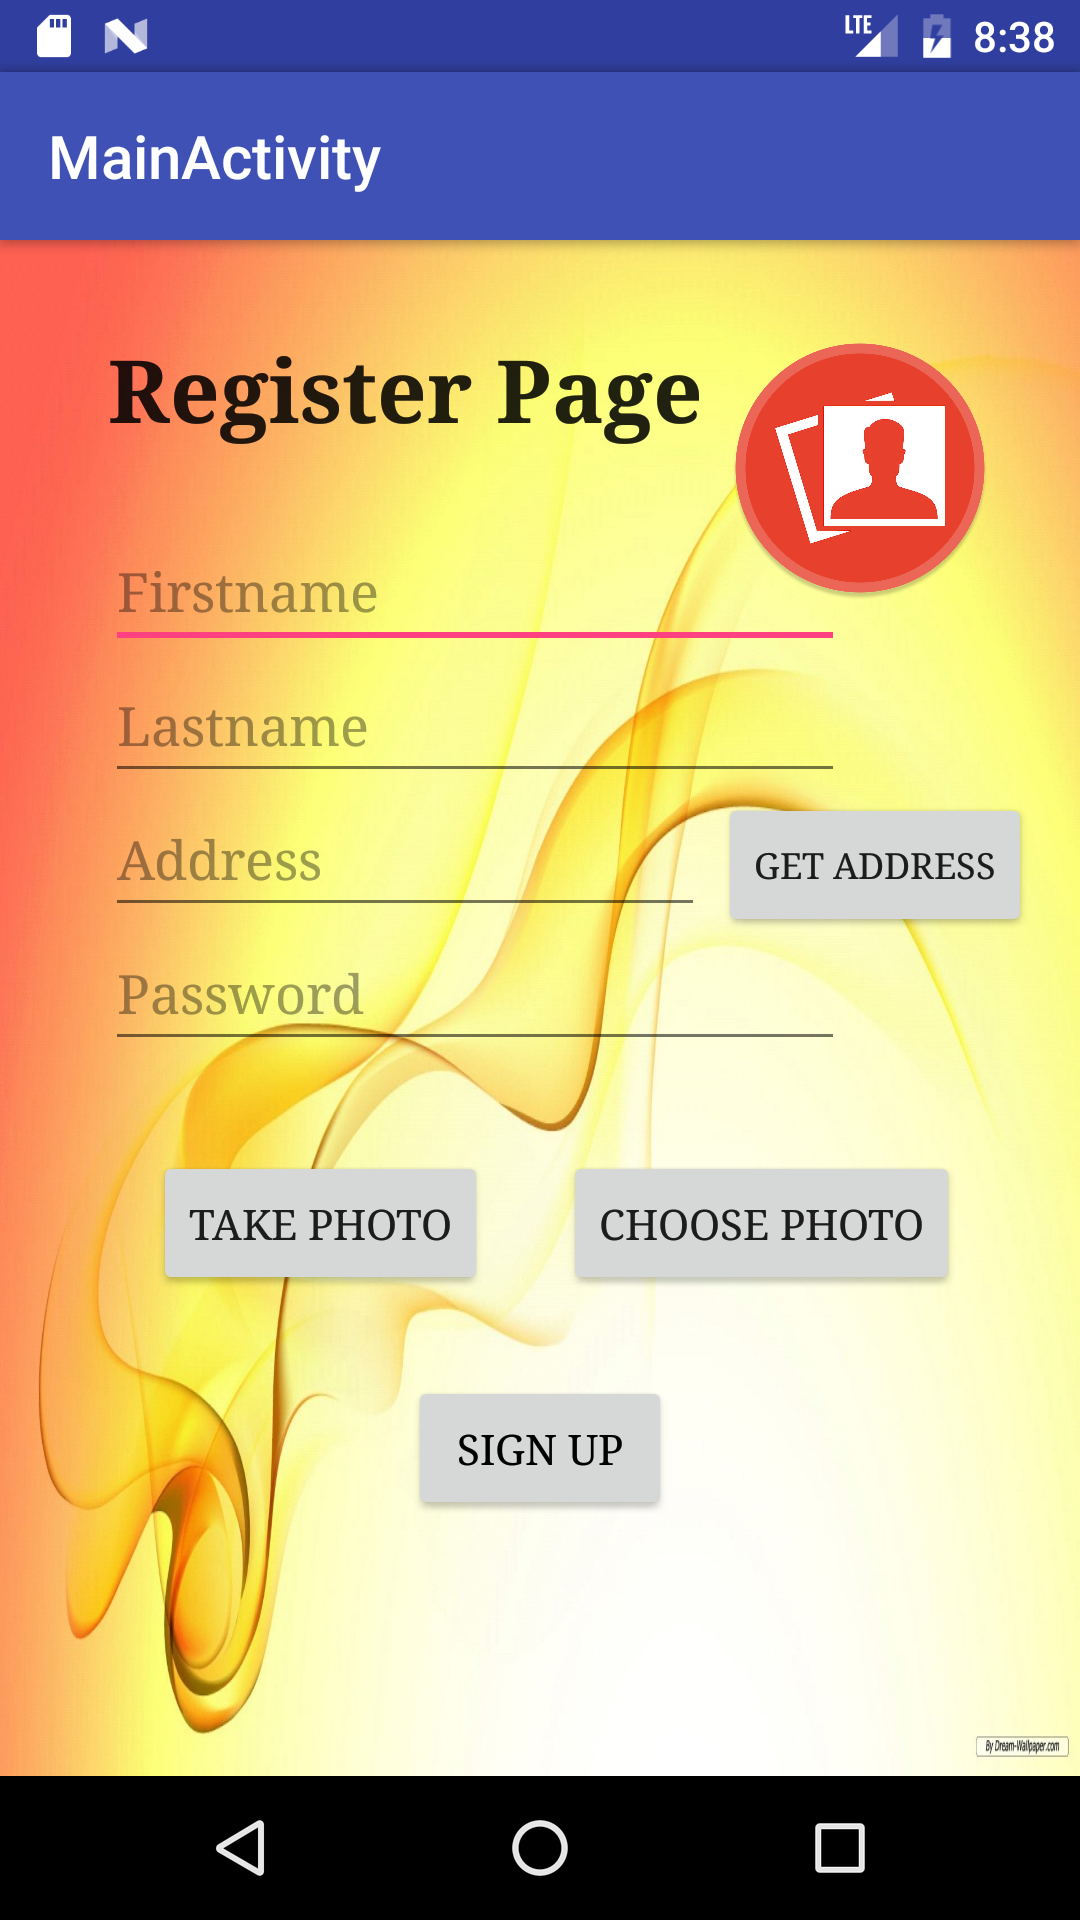 LTE 8:38
MainActivity
Register Page
Firstname
Lastname
Address
GET ADDRESS
Password
TAKE PHOTO
CHOOSE PHOTO
SIGN UP
By Dream-Wallpaper.com